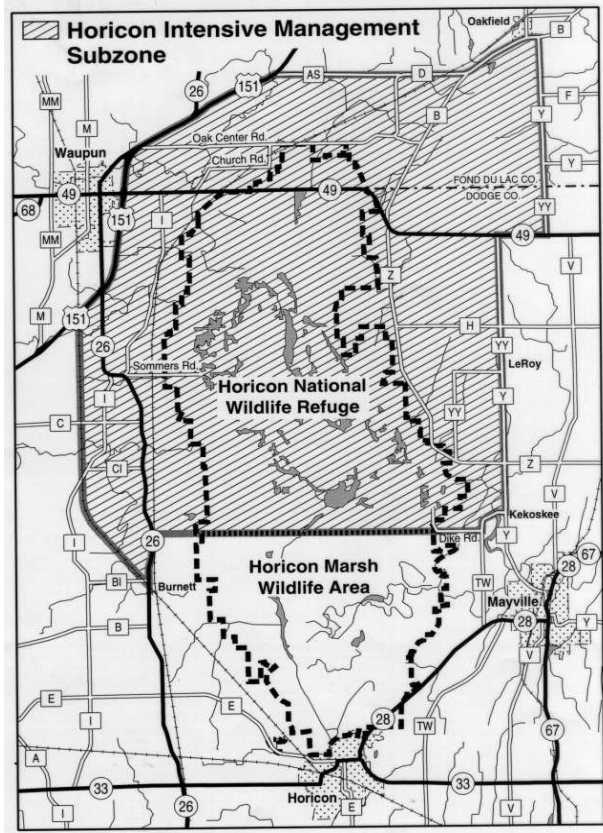 Horicon Intensive Management
Subzone
Oakfield
B
26
151
AS
D
MM
M
B
F
Oak Center Rd.
Y
Waupun
Church Rd.
Y
49
49
FOND DU LAC CO.
DODGE CO.
68
151
I
YY
49
MM
Z
V
M
151
H
26
YY
Sommers Rd.
LeRoy
I
Horicon National
Wildlife Refuge
Y
C
YY
CI
Z
Z
V
Kekoskee
I
26
Dike Rd.
Y
67
28
Horicon Marsh
Wildlife Area
BI
Burnett
TW
Mayville
B
28
Y
V
E
E
28
I
TW
67
A
33
33
I
26
Horicon
E
V